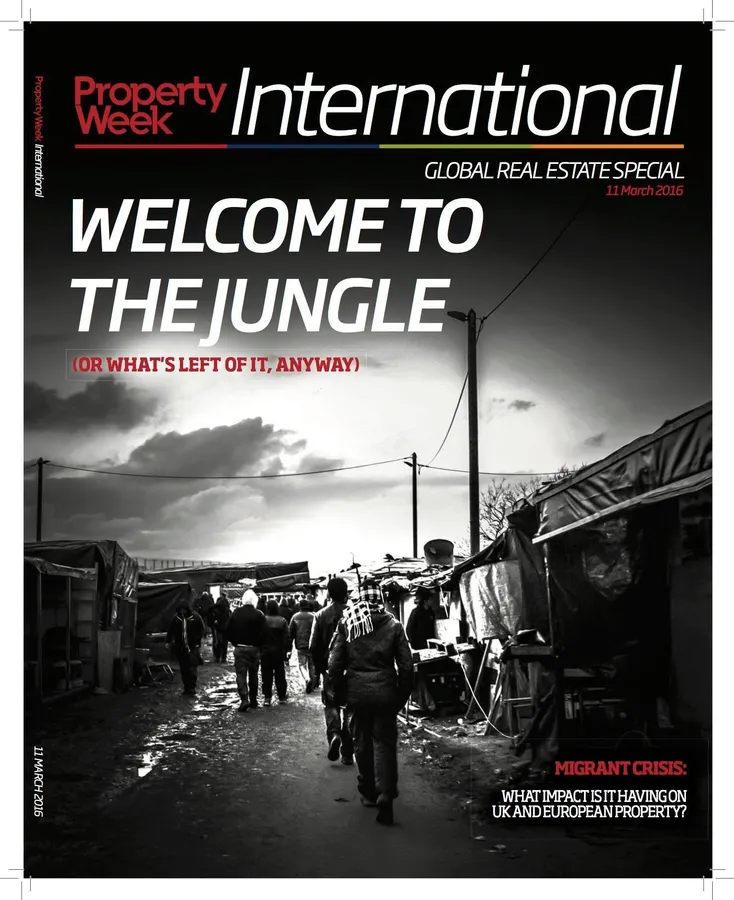 Property Week International
Property
Week
International
GLOBAL REAL ESTATE SPECIAL
11 March 2016
WELCOME TO
THE JUNGLE
(OR WHAT'S LEFT OF IT, ANYWAY)
MIGRANT CRISIS:
WHAT IMPACT IS IT HAVING ON
UK AND EUROPEAN PROPERTY?
11 MARCH 2016